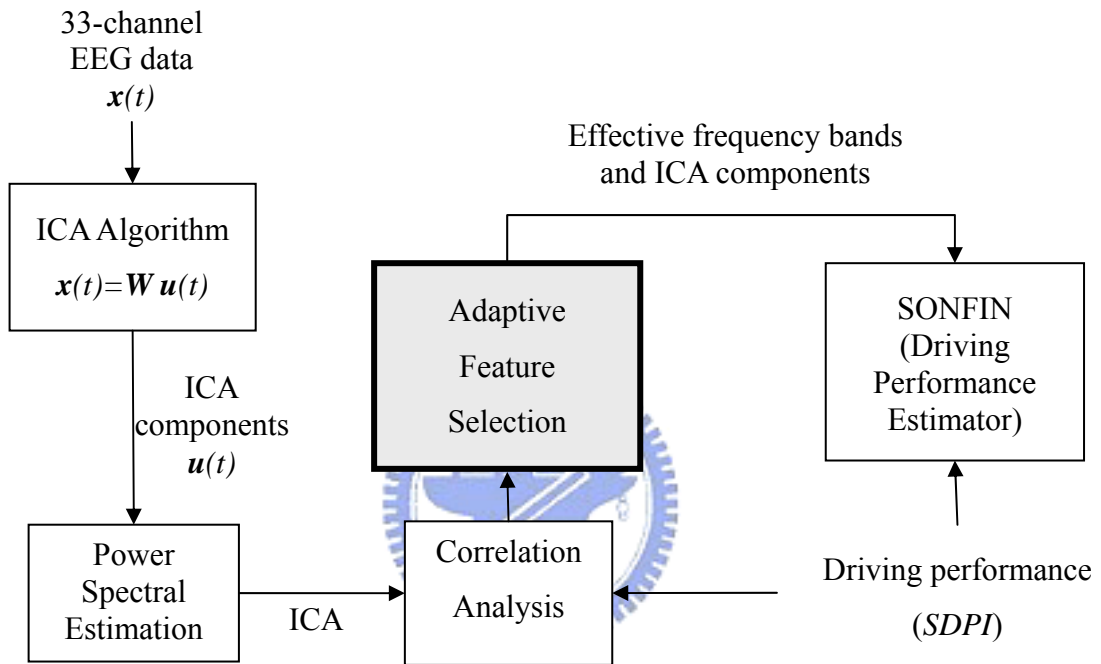 33-channel
EEG data
x(t)
ICA Algorithm
x(t)=W u(t)
ICA
components
u(t)
Power
Spectral
Estimation
ICA
Correlation
Analysis
Adaptive
Feature
Selection
Effective frequency bands
and ICA components
SONFIN
(Driving
Performance
Estimator)
Driving performance
(SDPI)